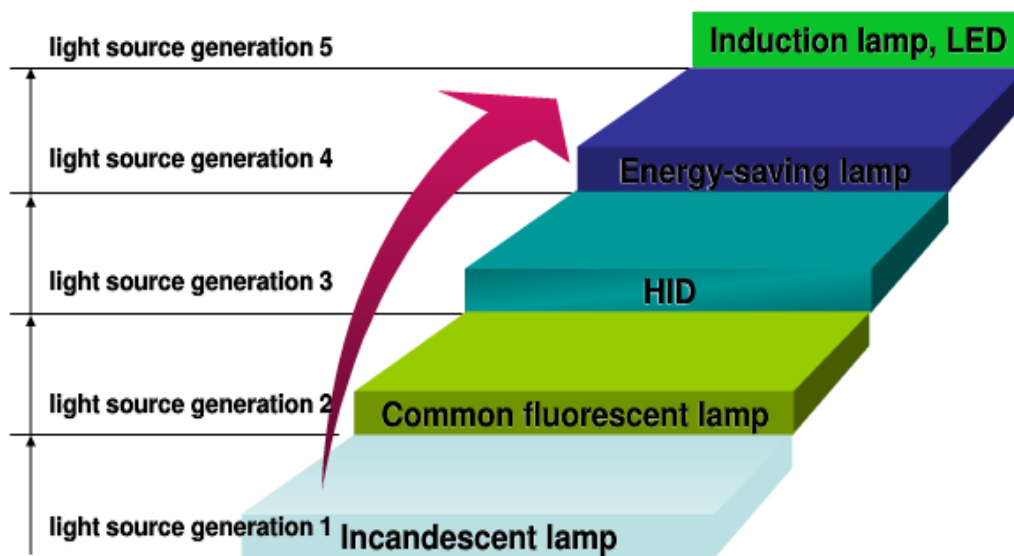 light source generation 5
Induction lamp, LED
light source generation 4
Energy-saving lamp
light source generation 3
HID
light source generation 2
Common fluorescent lamp
light source generation 1
Incandescent lamp